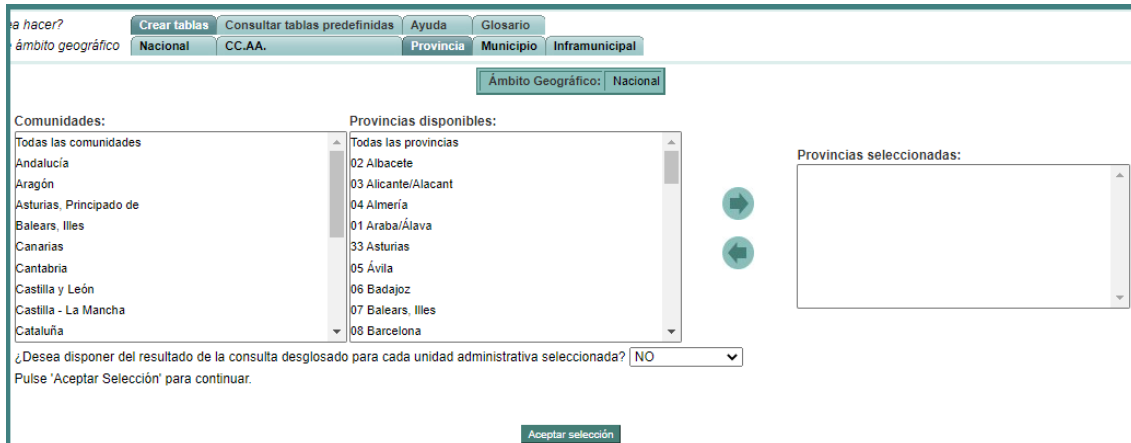 a hacer? Crear tablas Consultar tablas predefinidas Ayuda Glosario
ámbito geográfico Nacional CC.AA. Provincia Municipio Inframunicipal
Ámbito Geográfico: Nacional
Comunidades:
Todas las comunidades
Andalucía
Aragón
Asturias, Principado de
Balears, Illes
Canarias
Cantabria
Castilla y León
Castilla - La Mancha
Cataluña
Provincias disponibles:
Todas las provincias
02 Albacete
03 Alicante/Alacant
04 Almería
01 Araba/Álava
33 Asturias
05 Ávila
06 Badajoz
07 Balears, Illes
08 Barcelona
Provincias seleccionadas:
¿Desea disponer del resultado de la consulta desglosado para cada unidad administrativa seleccionada? NO
Pulse 'Aceptar Selección' para continuar.
Aceptar selección